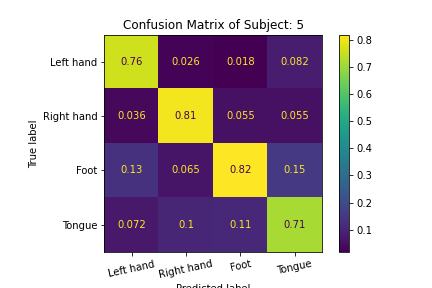 Confusion Matrix of Subject: 5
Left hand 0.76 0.026 0.018 0.082
Right hand 0.036 0.81 0.055 0.055
Foot 0.13 0.065 0.82 0.15
Tongue 0.072 0.1 0.11 0.71
Left hand Right hand Foot Tongue
Predicted label
True label
0.8
0.7
0.6
0.5
0.4
0.3
0.2
0.1